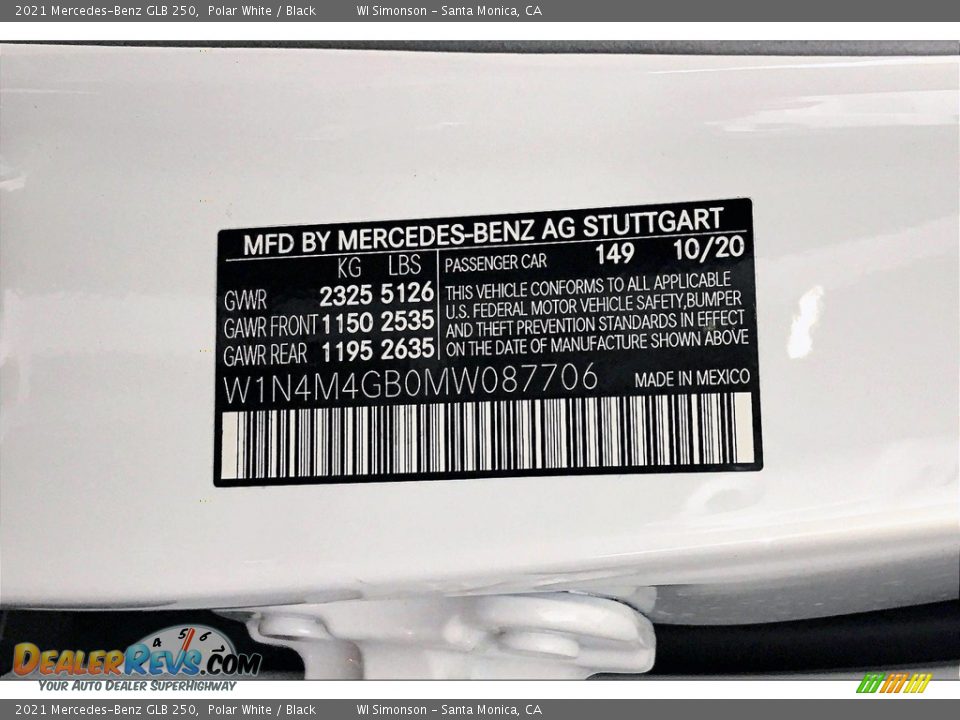 2021 Mercedes-Benz GLB 250,  Polar White / Black    WI Simonson - Santa Monica, CA
MFD BY MERCEDES-BENZ AG STUTTGART
KG LBS PASSENGER CAR 149 10/20
GVWR 2325 5126
GAWR FRONT 1150 2535
GAWR REAR 1195 2635
THIS VEHICLE CONFORMS TO ALL APPLICABLE
U.S. FEDERAL MOTOR VEHICLE SAFETY,BUMPER
AND THEFT PREVENTION STANDARDS IN EFFECT
ON THE DATE OF MANUFACTURE SHOWN ABOVE
W1N4M4GB0MW087706 MADE IN MEXICO
4 5 6
DEALERREVS.COM
YOUR AUTO DEALER SUPERHIGHWAY
2021 Mercedes-Benz GLB 250,  Polar White / Black    WI Simonson - Santa Monica, CA